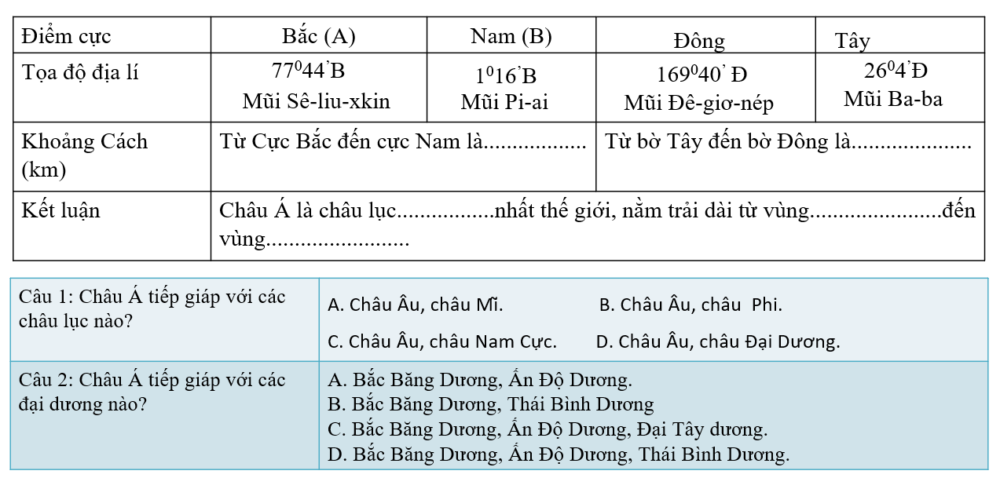 Điểm cực Bắc (A) Nam (B) Đông Tây
Tọa độ địa lí 77⁰44’B 1⁰16’B 169⁰40’ Đ 26⁰4’Đ
Mũi Sê-liu-xkin Mũi Pi-ai Mũi Đê-giơ-nép Mũi Ba-ba
Khoảng Cách Từ Cực Bắc đến cực Nam là.................. Từ bờ Tây đến bờ Đông là.....................
(km)
Kết luận Châu Á là châu lục.................nhất thế giới, nằm trải dài từ vùng.......................đến
vùng.........................
Câu 1: Châu Á tiếp giáp với các
châu lục nào?
A. Châu Âu, châu Mĩ. B. Châu Âu, châu Phi.
C. Châu Âu, châu Nam Cực. D. Châu Âu, châu Đại Dương.
Câu 2: Châu Á tiếp giáp với các
đại dương nào?
A. Bắc Băng Dương, Ấn Độ Dương.
B. Bắc Băng Dương, Thái Bình Dương
C. Bắc Băng Dương, Ấn Độ Dương, Đại Tây dương.
D. Bắc Băng Dương, Ấn Độ Dương, Thái Bình Dương.